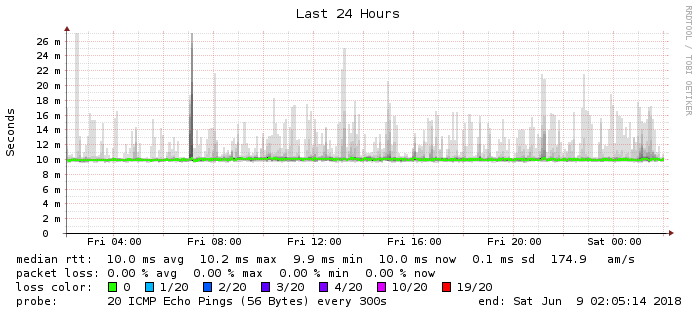 Last 24 Hours
RRDTOOL / TOBI OETIKER
Seconds
26 m
24 m
22 m
20 m
18 m
16 m
14 m
12 m
10 m
8 m
6 m
4 m
2 m
0
Fri 04:00 Fri 08:00 Fri 12:00 Fri 16:00 Fri 20:00 Sat 00:00
median rtt: 10.0 ms avg 10.2 ms max 9.9 ms min 10.0 ms now 0.1 ms sd 174.9 am/s
packet loss: 0.00 % avg 0.00 % max 0.00 % min 0.00 % now
loss color: 0 1/20 2/20 3/20 4/20 10/20 19/20
probe: 20 ICMP Echo Pings (56 Bytes) every 300s end: Sat Jun 9 02:05:14 2018